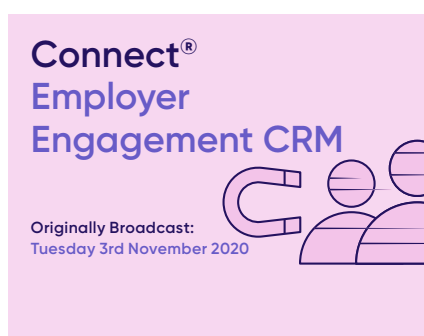 Connect®
Employer
Engagement CRM
Originally Broadcast:
Tuesday 3rd November 2020